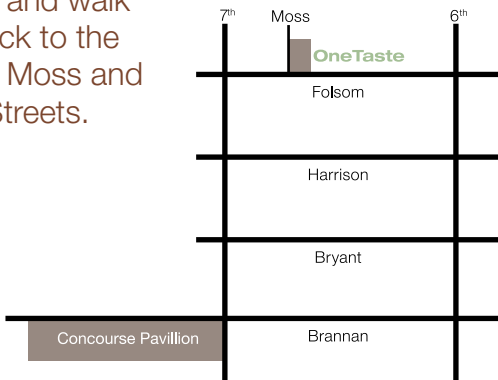 and walk
ck to the
Moss and
Streets.
7th Moss 6th
OneTaste
Folsom
Harrison
Bryant
Concourse Pavillion Brannan